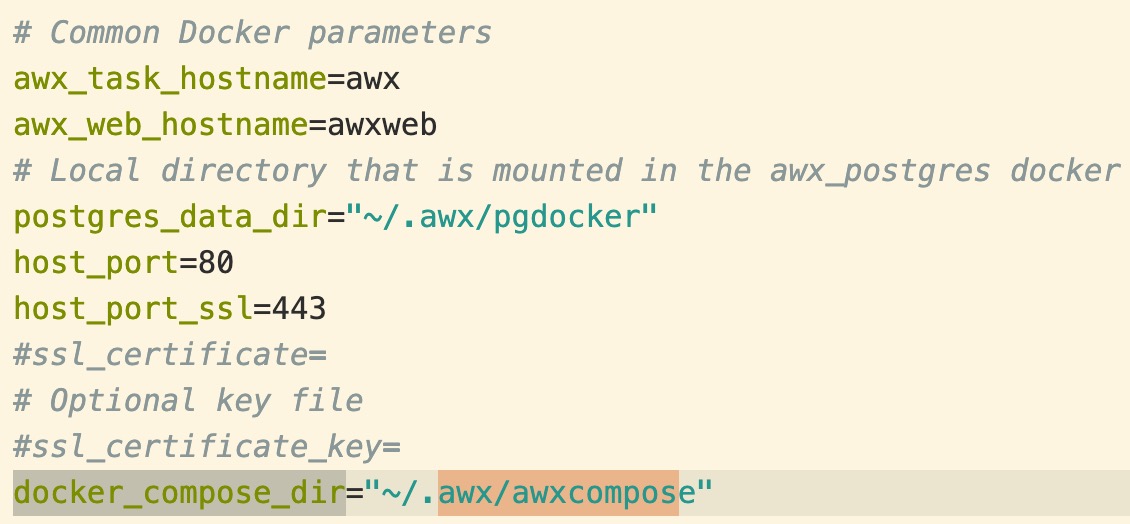 # Common Docker parameters
awx_task_hostname=awx
awx_web_hostname=awxweb
# Local directory that is mounted in the awx_postgres docker
postgres_data_dir="~/.awx/pgdocker"
host_port=80
host_port_ssl=443
#ssl_certificate=
# Optional key file
#ssl_certificate_key=
docker_compose_dir="~/.awx/awxcompose"